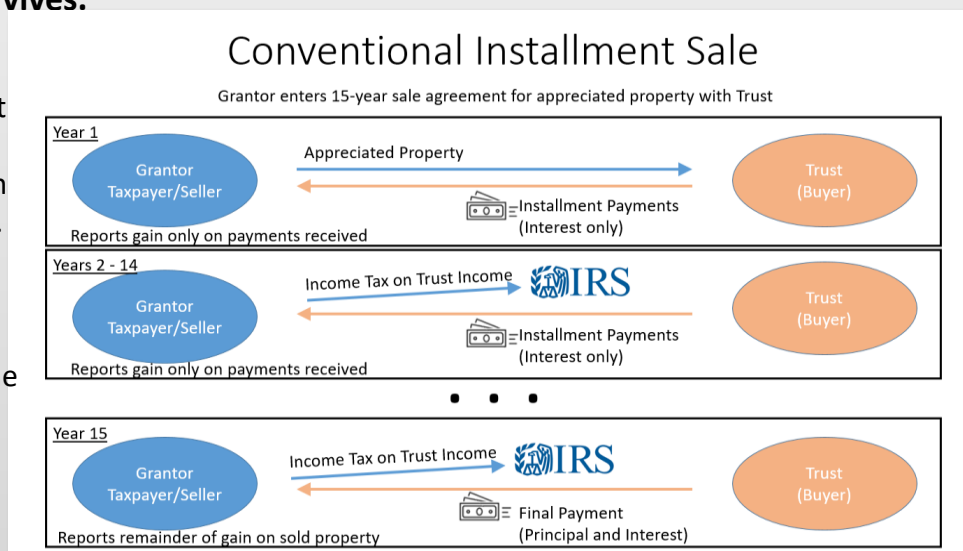 vives.
Conventional Installment Sale
Grantor enters 15-year sale agreement for appreciated property with Trust
t
n
e
Year 1
Grantor
Taxpayer/Seller
Appreciated Property
Installment Payments
(Interest only)
Trust
(Buyer)
Reports gain only on payments received
Years 2 - 14
Grantor
Taxpayer/Seller
Income Tax on Trust Income
IRS
Installment Payments
(Interest only)
Trust
(Buyer)
Reports gain only on payments received
. . .
Year 15
Grantor
Taxpayer/Seller
Income Tax on Trust Income
IRS
Final Payment
(Principal and Interest)
Trust
(Buyer)
Reports remainder of gain on sold property